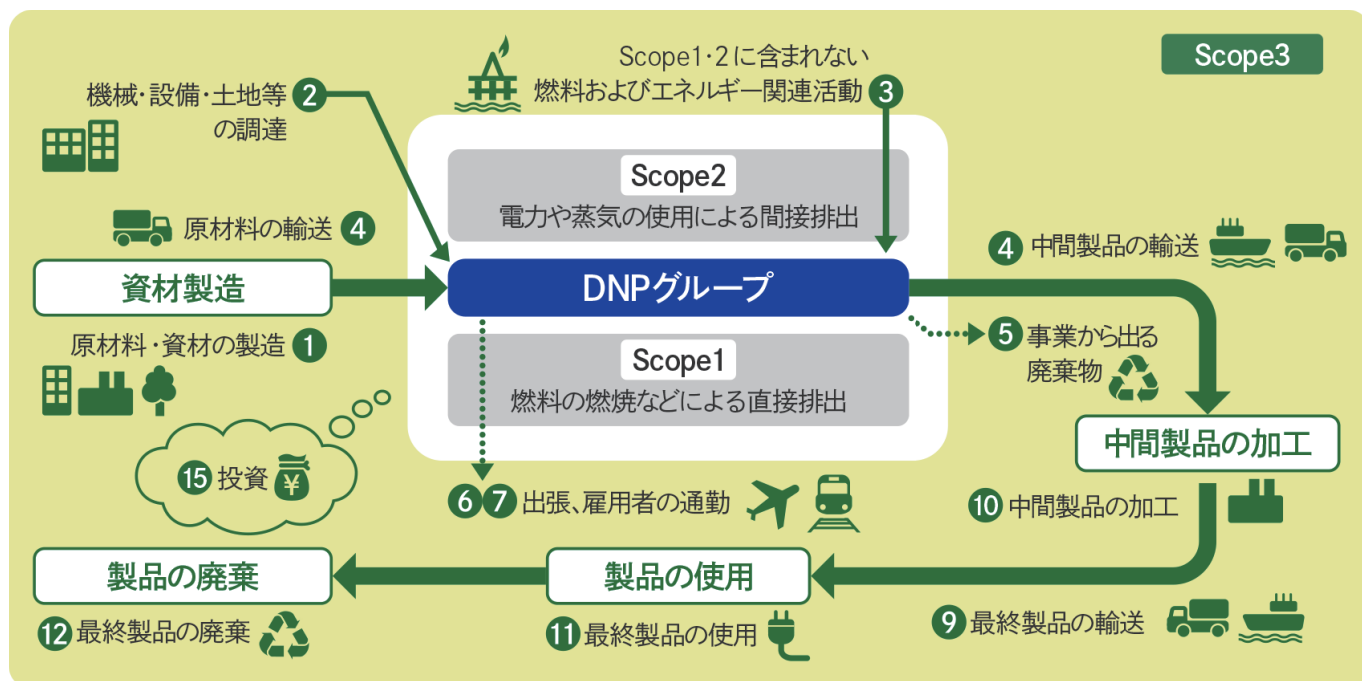 Scope3
Scope1・2に含まれない
燃料およびエネルギー関連活動 3
機械・設備・土地等 2
の調達
Scope2
電力や蒸気の使用による間接排出
原材料の輸送 4
4 中間製品の輸送
資材製造
DNPグループ
原材料・資材の製造 1
5 事業から出る
廃棄物
Scope1
燃料の燃焼などによる直接排出
中間製品の加工
15 投資 ¥
6 7 出張、雇用者の通勤
10 中間製品の加工
製品の廃棄
製品の使用
12 最終製品の廃棄
11 最終製品の使用
9 最終製品の輸送